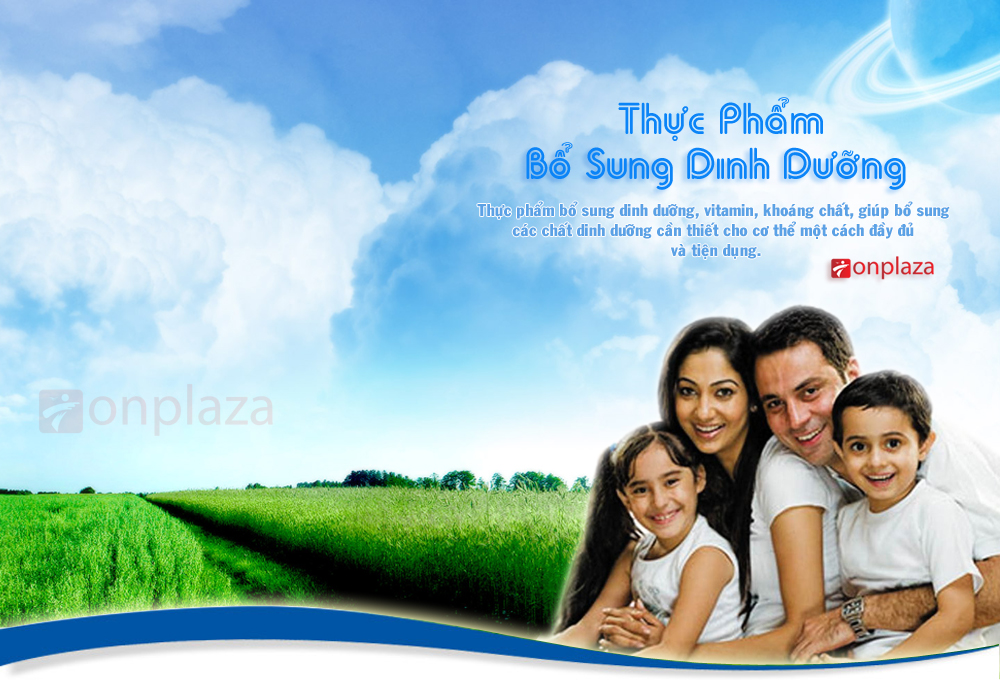 Thực Phẩm
Bổ Sung Dinh Dưỡng
Thực phẩm bổ sung dinh dưỡng, vitamin, khoáng chất, giúp bổ sung
các chất dinh dưỡng cần thiết cho cơ thể một cách đầy đủ
và tiện dụng.
onplaza
onplaza